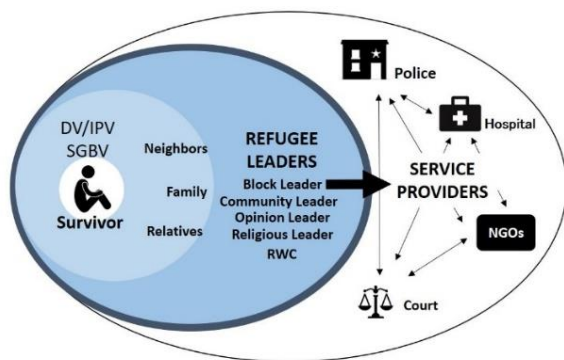 DV/IPV
SGBV
Survivor
Neighbors
Family
Relatives
REFUGEE
LEADERS
Block Leader
Community Leader
Opinion Leader
Religious Leader
RWC
Police
Hospital
SERVICE
PROVIDERS
NGOs
Court